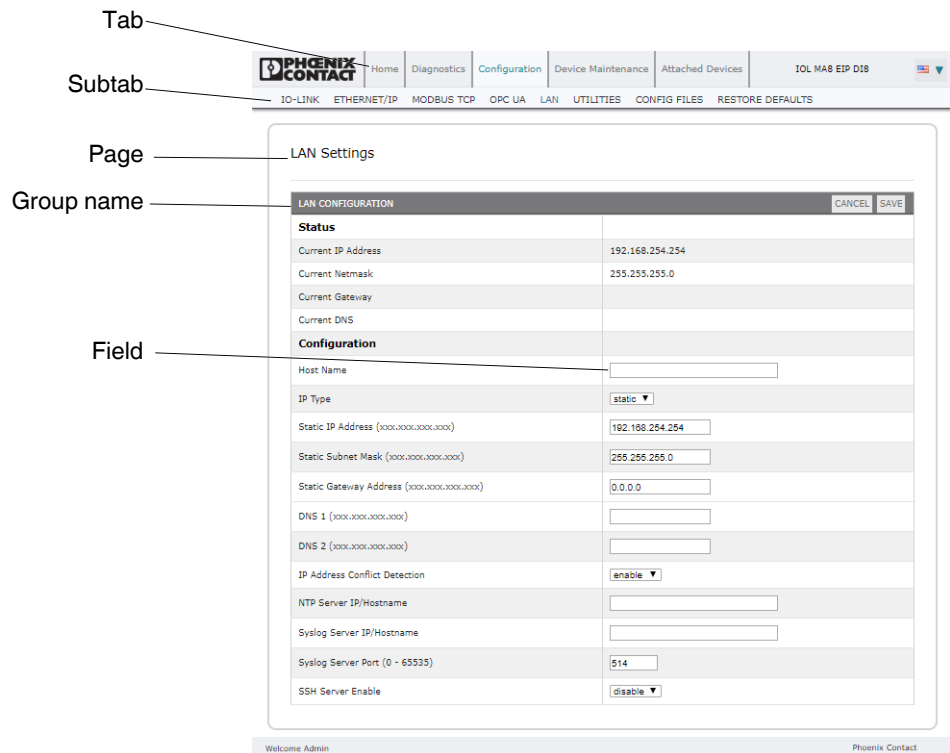 Tab
PHŒNIX CONTACT Home Diagnostics Configuration Device Maintenance Attached Devices IOL MA8 EIP DI8
Subtab
IO-LINK ETHERNET/IP MODBUS TCP OPC UA LAN UTILITIES CONFIG FILES RESTORE DEFAULTS
Page
LAN Settings
Group name
LAN CONFIGURATION CANCEL SAVE
Status
Current IP Address 192.168.254.254
Current Netmask 255.255.255.0
Current Gateway
Current DNS
Configuration
Field
Host Name
IP Type static
Static IP Address (xxx.xxx.xxx.xxx) 192.168.254.254
Static Subnet Mask (xxx.xxx.xxx.xxx) 255.255.255.0
Static Gateway Address (xxx.xxx.xxx.xxx) 0.0.0.0
DNS 1 (xxx.xxx.xxx.xxx)
DNS 2 (xxx.xxx.xxx.xxx)
IP Address Conflict Detection enable
NTP Server IP/Hostname
Syslog Server IP/Hostname
Syslog Server Port (0 - 65535) 514
SSH Server Enable disable
Welcome Admin Phoenix Contact